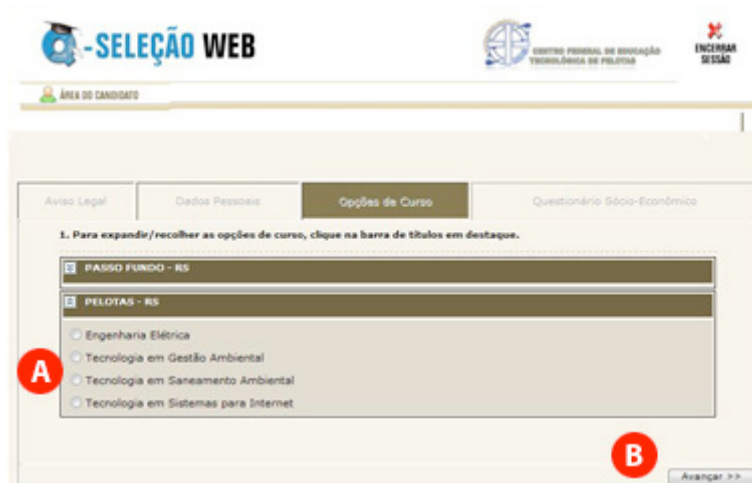 -SELEÇÃO WEB
CENTRO FEDERAL DE EDUCAÇÃO
TECNOLÓGICA DE PELOTAS
ENCERRAR
SESSÃO
ÁREA DO CANDIDATO
Aviso Legal
Dados Pessoais
Opções de Curso
Questionário Sócio-Econômico
1. Para expandir/recolher as opções de curso, clique na barra de títulos em destaque.
PASSO FUNDO - RS
PELOTAS - RS
Engenharia Elétrica
Tecnologia em Gestão Ambiental
A
Tecnologia em Saneamento Ambiental
Tecnologia em Sistemas para Internet
B
Avançar >>